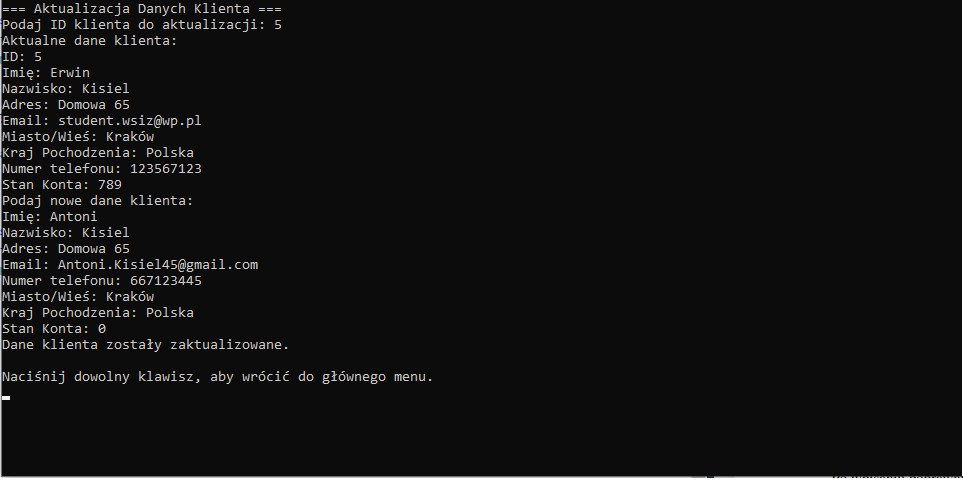 === Aktualizacja Danych Klienta ===
Podaj ID klienta do aktualizacji: 5
Aktualne dane klienta:
ID: 5
Imię: Erwin
Nazwisko: Kisiel
Adres: Domowa 65
Email: student.wsiz@wp.pl
Miasto/Wieś: Kraków
Kraj Pochodzenia: Polska
Numer telefonu: 123567123
Stan Konta: 789
Podaj nowe dane klienta:
Imię: Antoni
Nazwisko: Kisiel
Adres: Domowa 65
Email: Antoni.Kisiel45@gmail.com
Numer telefonu: 667123445
Miasto/Wieś: Kraków
Kraj Pochodzenia: Polska
Stan Konta: 0
Dane klienta zostały zaktualizowane.
Naciśnij dowolny klawisz, aby wrócić do głównego menu.